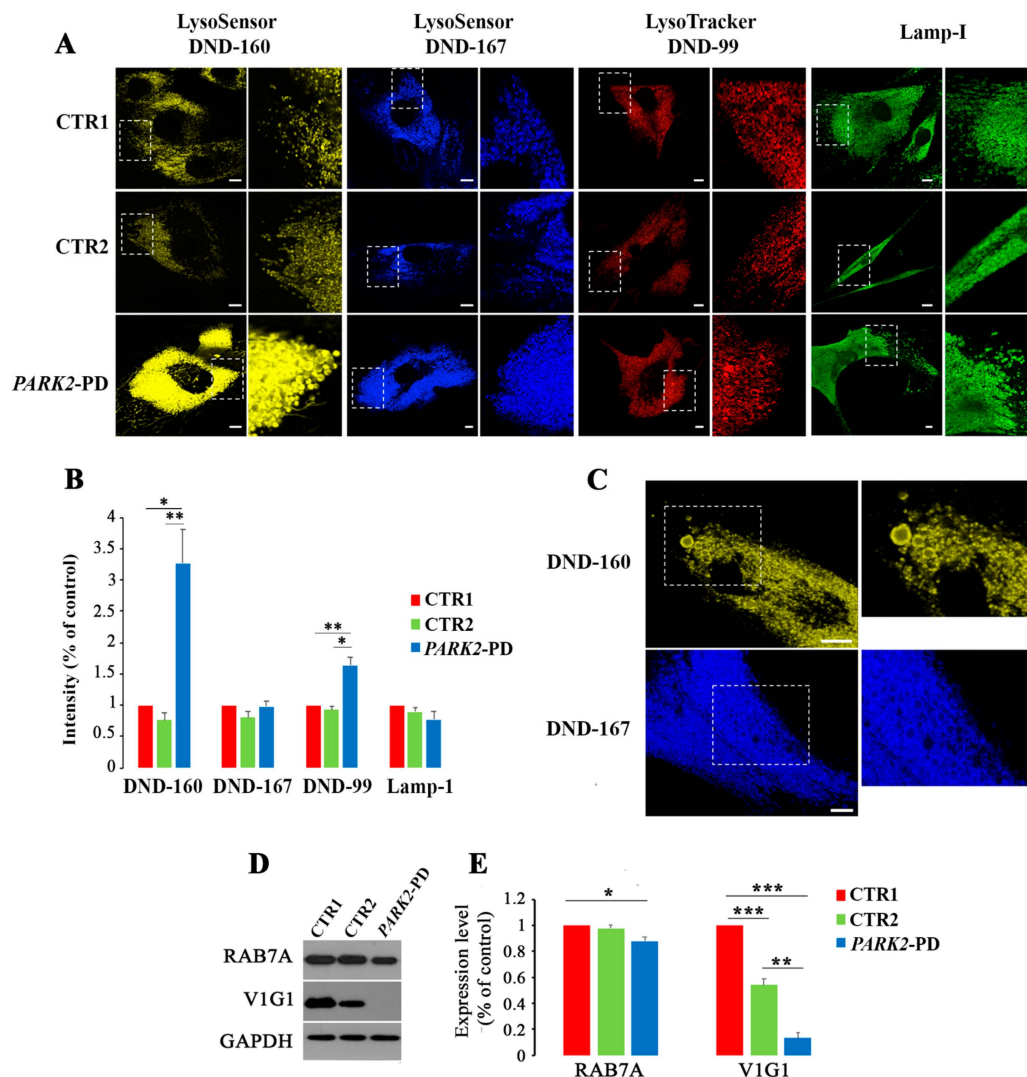 A
LysoSensor
DND-160
LysoSensor
DND-167
LysoTracker
DND-99
Lamp-I
CTR1
CTR2
PARK2-PD
B
Intensity (% of control)
4
3.5
3
2.5
2
1.5
1
0.5
0
*
**
**
*
DND-160
DND-167
DND-99
Lamp-1
CTR1
CTR2
PARK2-PD
C
DND-160
DND-167
D
CTR1
CTR2
PARK2-PD
RAB7A
V1G1
GAPDH
E
Expression level
(% of control)
1.2
1
0.8
0.6
0.4
0.2
0
*
***
***
**
RAB7A
V1G1
CTR1
CTR2
PARK2-PD